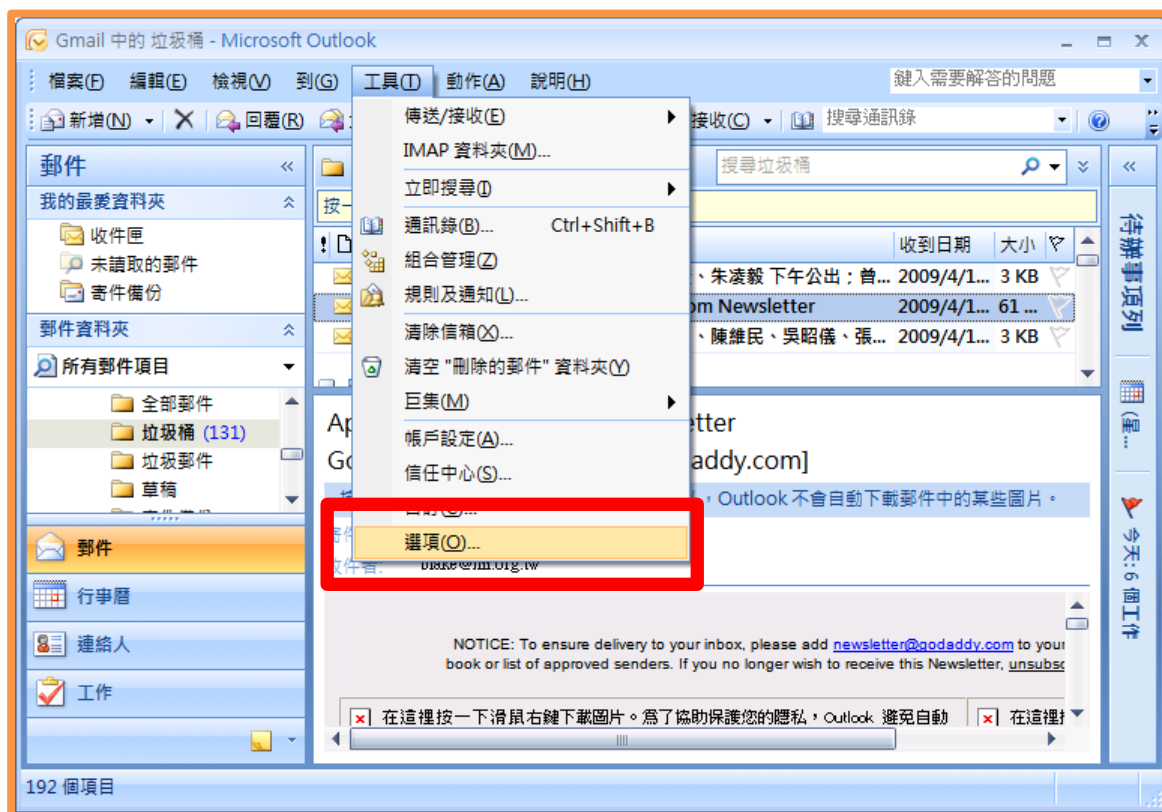 Gmail 中的 垃圾桶 - Microsoft Outlook
檔案(F) 編輯(E) 檢視(V) 到(G) 工具(T) 動作(A) 說明(H) 鍵入需要解答的問題
新增(N) 回覆(R) 接收(C) 搜尋通訊錄
郵件
我的最愛資料夾
收件匣
未讀取的郵件
寄件備份
郵件資料夾
所有郵件項目
全部郵件
垃圾桶 (131)
垃圾郵件
草稿
郵件
行事曆
連絡人
工作
192 個項目
傳送/接收(E)
IMAP 資料夾(M)...
立即搜尋(I)
通訊錄(B)... Ctrl+Shift+B
組合管理(Z)
規則及通知(L)...
清除信箱(X)...
清空 "刪除的郵件" 資料夾(Y)
巨集(M)
帳戶設定(A)...
信任中心(S)...
選項(O)...
搜尋垃圾桶
按一
收到日期 大小
、朱凌毅 下午公出；曾... 2009/4/1... 3 KB
om Newsletter 2009/4/1... 61 ...
、陳維民、吳昭儀、張... 2009/4/1... 3 KB
etter
addy.com]
，Outlook 不會自動下載郵件中的某些圖片。
收件者:
NOTICE: To ensure delivery to your inbox, please add newsletter@godaddy.com to your
book or list of approved senders. If you no longer wish to receive this Newsletter, unsubsc
在這裡按一下滑鼠右鍵下載圖片。為了協助保護您的隱私，Outlook 避免自動 在這裡
待辦事項列
(星...
今天: 6 個工作